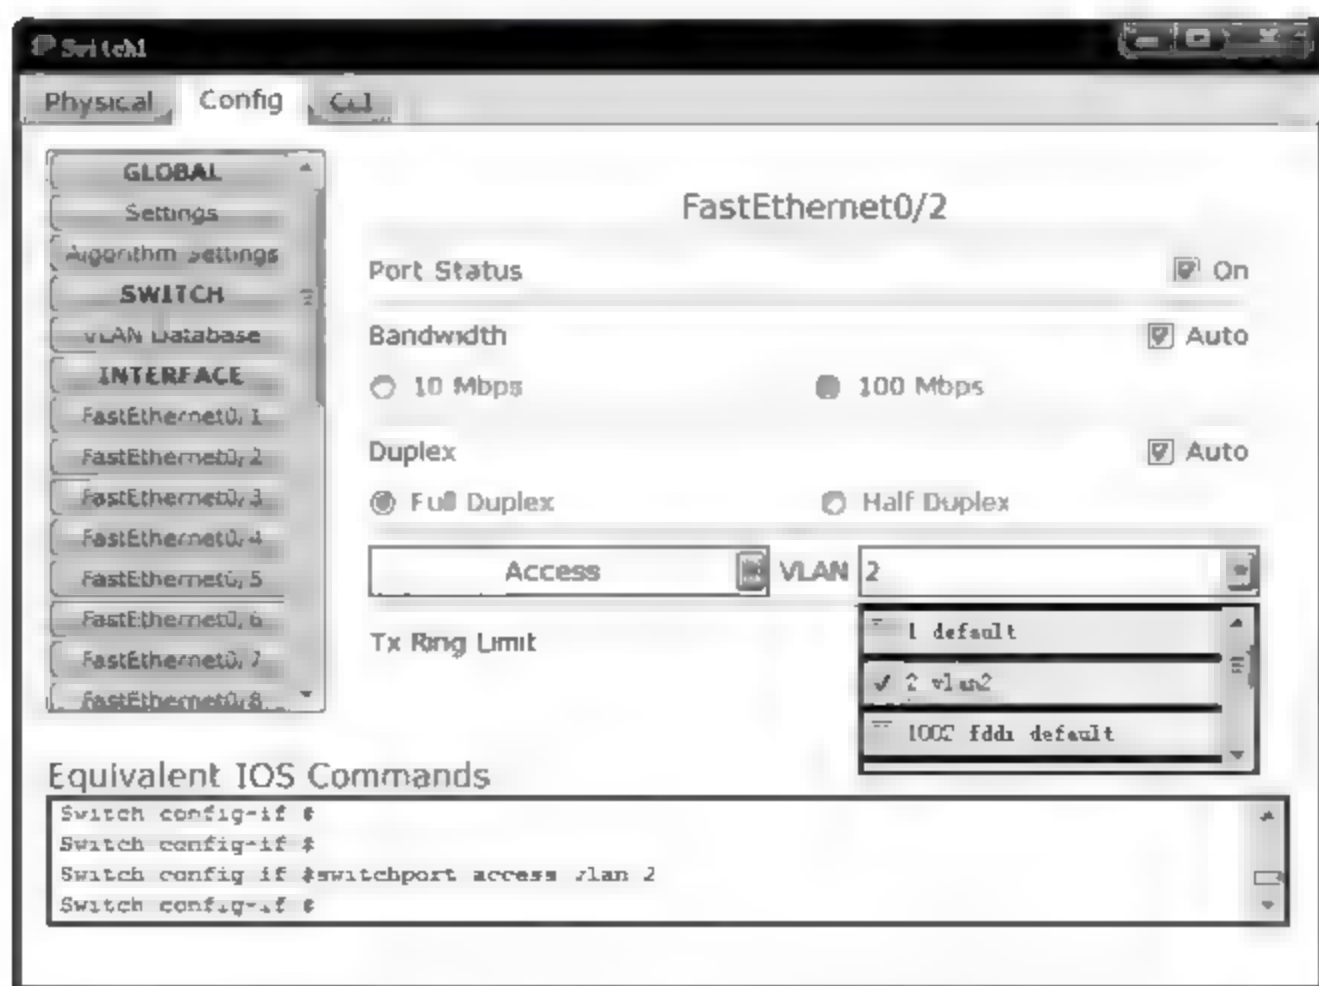 Switch1
Physical Config CLI
GLOBAL
Settings
Algorithm Settings
SWITCH
VLAN Database
INTERFACE
FastEthernet0/1
FastEthernet0/2
FastEthernet0/3
FastEthernet0/4
FastEthernet0/5
FastEthernet0/6
FastEthernet0/7
FastEthernet0/8
FastEthernet0/2
Port Status On
Bandwidth Auto
10 Mbps 100 Mbps
Duplex Auto
Full Duplex Half Duplex
Access VLAN 2
Tx Ring Limit
1 default
2 vlan2
1002 fddi default
Equivalent IOS Commands
Switch config-if #
Switch config-if #
Switch config if #switchport access vlan 2
Switch config-if #